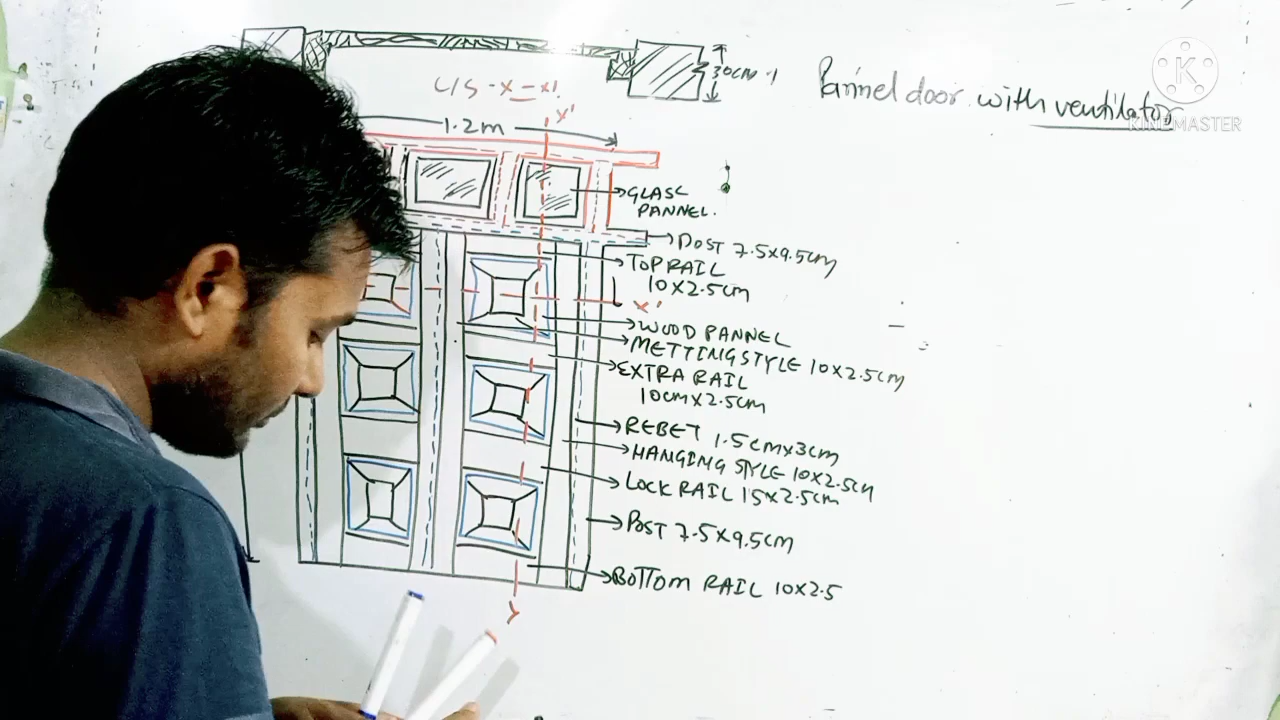 30CM
Pannel door with ventilator
K
KINEMASTER
C/S - X - X'
X'
1.2m
GLASS
PANNEL.
POST 7.5X9.5CM
TOP RAIL
10X2.5CM
X'
WOOD PANNEL
METTING STYLE 10X2.5CM
EXTRA RAIL
10CMX2.5CM
REBET 1.5CMX3CM
HANGING STYLE 10X2.5CM
LOCK RAIL 15X2.5CM
POST 7.5X9.5CM
BOTTOM RAIL 10X2.5
Y